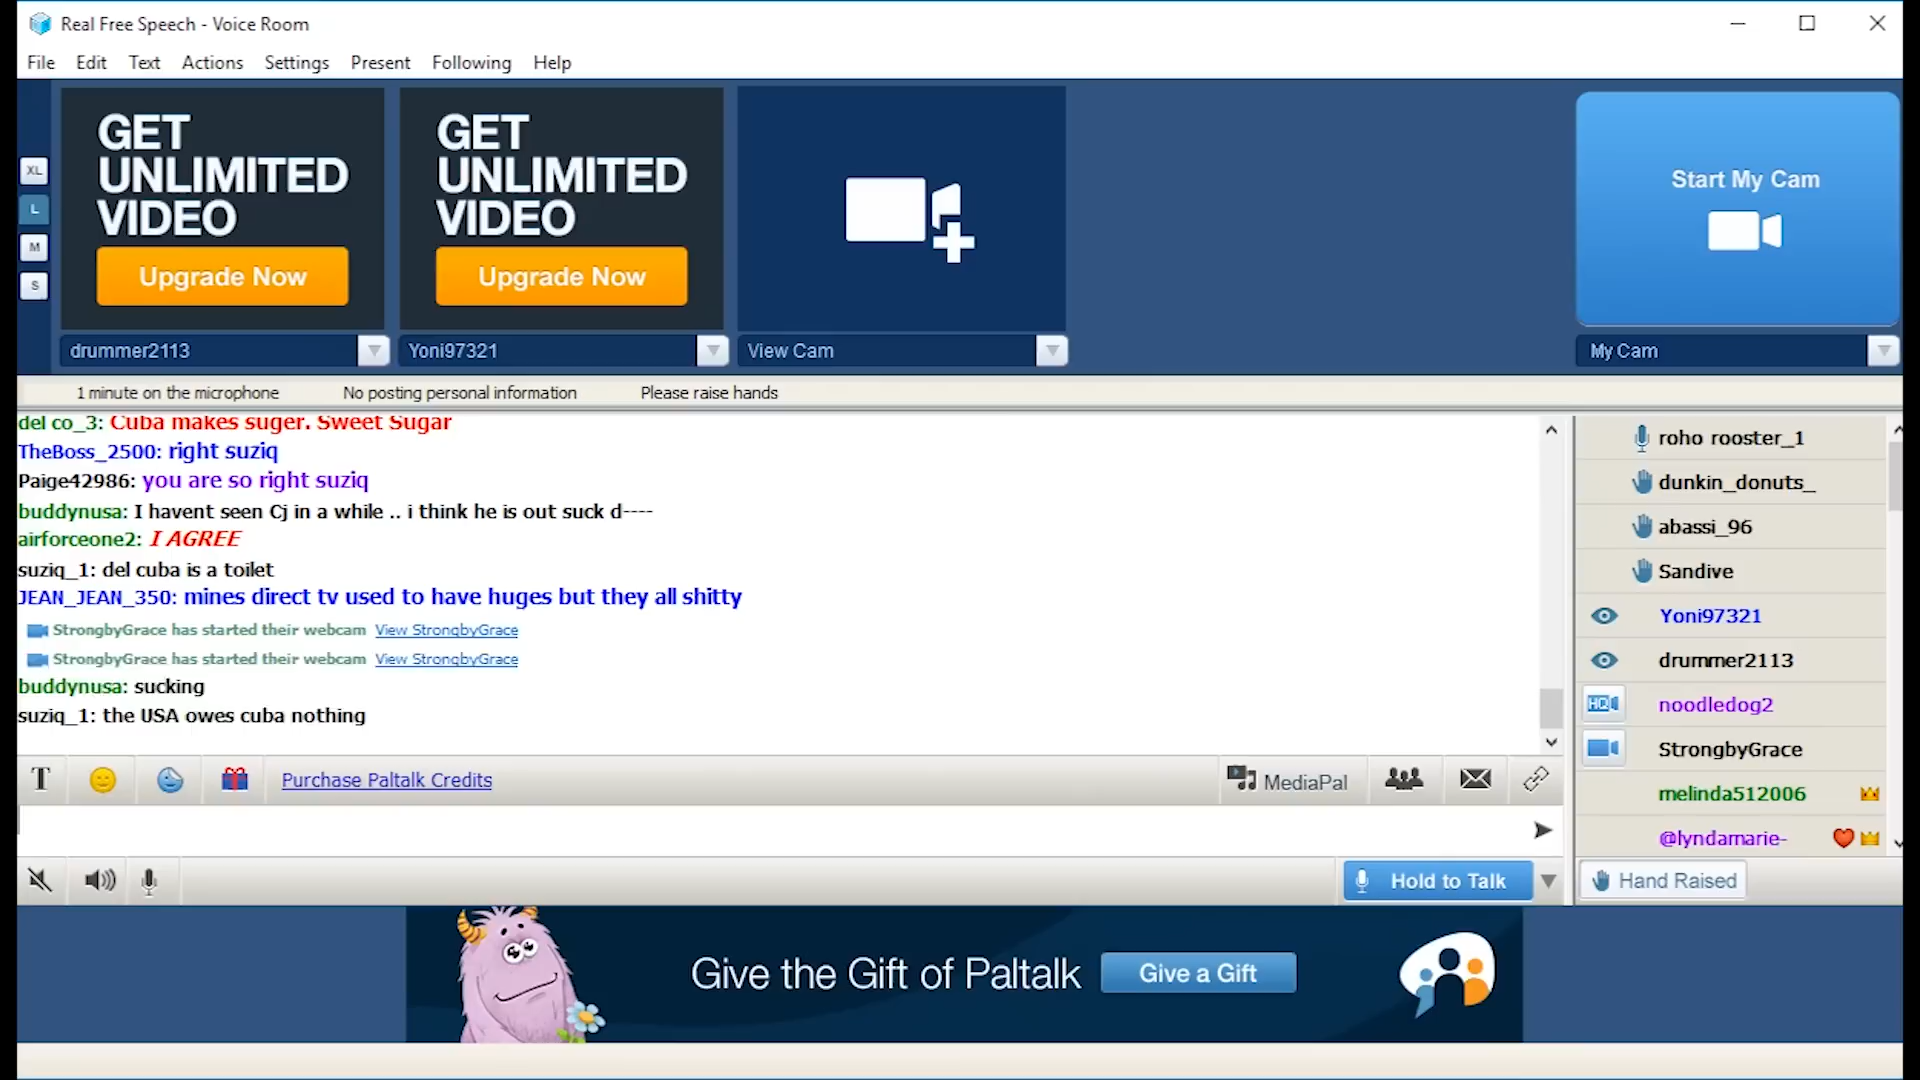 Real Free Speech - Voice Room
File Edit Text Actions Settings Present Following Help
XL
L
M
S
GET
UNLIMITED
VIDEO
Upgrade Now
GET
UNLIMITED
VIDEO
Upgrade Now
Start My Cam
drummer2113
Yoni97321
View Cam
My Cam
1 minute on the microphone No posting personal information Please raise hands
del co_3: Cuba makes suger. Sweet Sugar
TheBoss_2500: right suziq
Paige42986: you are so right suziq
buddynusa: I havent seen Cj in a while .. i think he is out suck d----
airforceone2: I AGREE
suziq_1: del cuba is a toilet
JEAN_JEAN_350: mines direct tv used to have huges but they all shitty
StrongbyGrace has started their webcam View StrongbyGrace
StrongbyGrace has started their webcam View StrongbyGrace
buddynusa: sucking
suziq_1: the USA owes cuba nothing
roho rooster_1
dunkin_donuts_
abassi_96
Sandive
Yoni97321
drummer2113
HQ noodledog2
StrongbyGrace
melinda512006
@lyndamarie-
T Purchase Paltalk Credits MediaPal
Hold to Talk
Hand Raised
Give the Gift of Paltalk Give a Gift